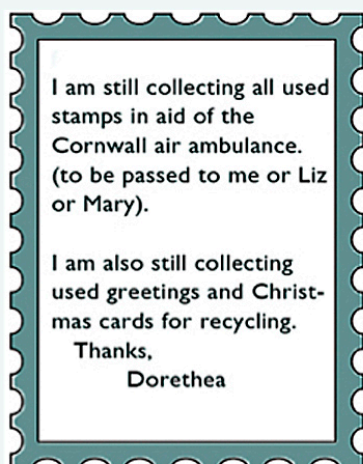 I am still collecting all used
stamps in aid of the
Cornwall air ambulance.
(to be passed to me or Liz
or Mary).
I am also still collecting
used greetings and Christ-
mas cards for recycling.
Thanks,
Dorethea